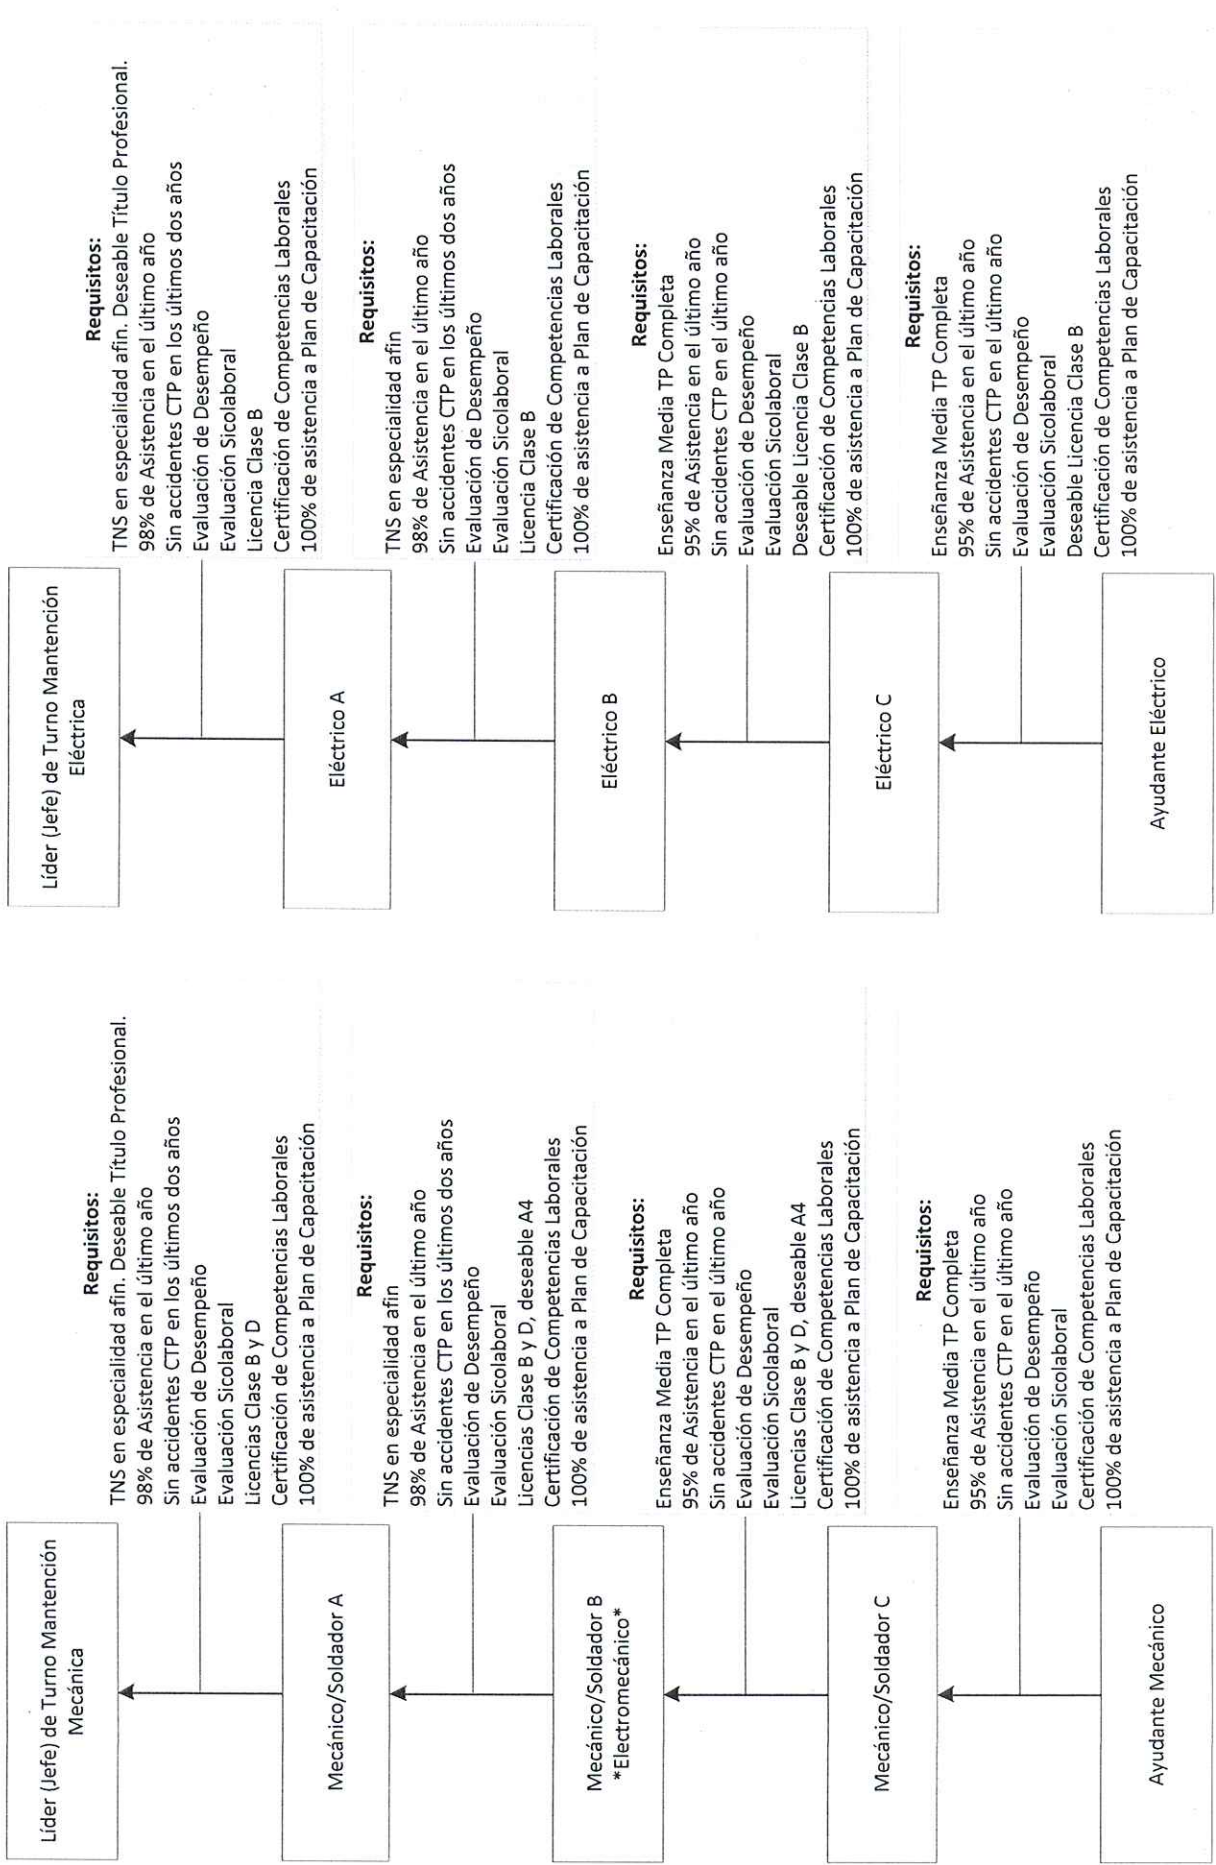 Líder (Jefe) de Turno Mantención
Mecánica
Requisitos:
TNS en especialidad afin. Deseable Título Profesional.
98% de Asistencia en el último año
Sin accidentes CTP en los últimos dos años
Evaluación de Desempeño
Evaluación Sicolaboral
Licencias Clase B y D
Certificación de Competencias Laborales
100% de asistencia a Plan de Capacitación
Mecánico/Soldador A
Requisitos:
TNS en especialidad afin
98% de Asistencia en el último año
Sin accidentes CTP en los últimos dos años
Evaluación de Desempeño
Evaluación Sicolaboral
Licencias Clase B y D, deseable A4
Certificación de Competencias Laborales
100% de asistencia a Plan de Capacitación
Mecánico/Soldador B
*Electromecánico*
Requisitos:
Enseñanza Media TP Completa
95% de Asistencia en el último año
Sin accidentes CTP en el último año
Evaluación de Desempeño
Evaluación Sicolaboral
Licencias Clase B y D, deseable A4
Certificación de Competencias Laborales
100% de asistencia a Plan de Capacitación
Mecánico/Soldador C
Requisitos:
Enseñanza Media TP Completa
95% de Asistencia en el último año
Sin accidentes CTP en el último año
Evaluación de Desempeño
Evaluación Sicolaboral
Certificación de Competencias Laborales
100% de asistencia a Plan de Capacitación
Ayudante Mecánico
Líder (Jefe) de Turno Mantención
Eléctrica
Requisitos:
TNS en especialidad afin. Deseable Título Profesional.
98% de Asistencia en el último año
Sin accidentes CTP en los últimos dos años
Evaluación de Desempeño
Evaluación Sicolaboral
Licencia Clase B
Certificación de Competencias Laborales
100% de asistencia a Plan de Capacitación
Eléctrico A
Requisitos:
TNS en especialidad afin
98% de Asistencia en el último año
Sin accidentes CTP en los últimos dos años
Evaluación de Desempeño
Evaluación Sicolaboral
Licencia Clase B
Certificación de Competencias Laborales
100% de asistencia a Plan de Capacitación
Eléctrico B
Requisitos:
Enseñanza Media TP Completa
95% de Asistencia en el último año
Sin accidentes CTP en el último año
Evaluación de Desempeño
Evaluación Sicolaboral
Deseable Licencia Clase B
Certificación de Competencias Laborales
100% de asistencia a Plan de Capacitación
Eléctrico C
Requisitos:
Enseñanza Media TP Completa
95% de Asistencia en el último año
Sin accidentes CTP en el último año
Evaluación de Desempeño
Evaluación Sicolaboral
Deseable Licencia Clase B
Certificación de Competencias Laborales
100% de asistencia a Plan de Capacitación
Ayudante Eléctrico